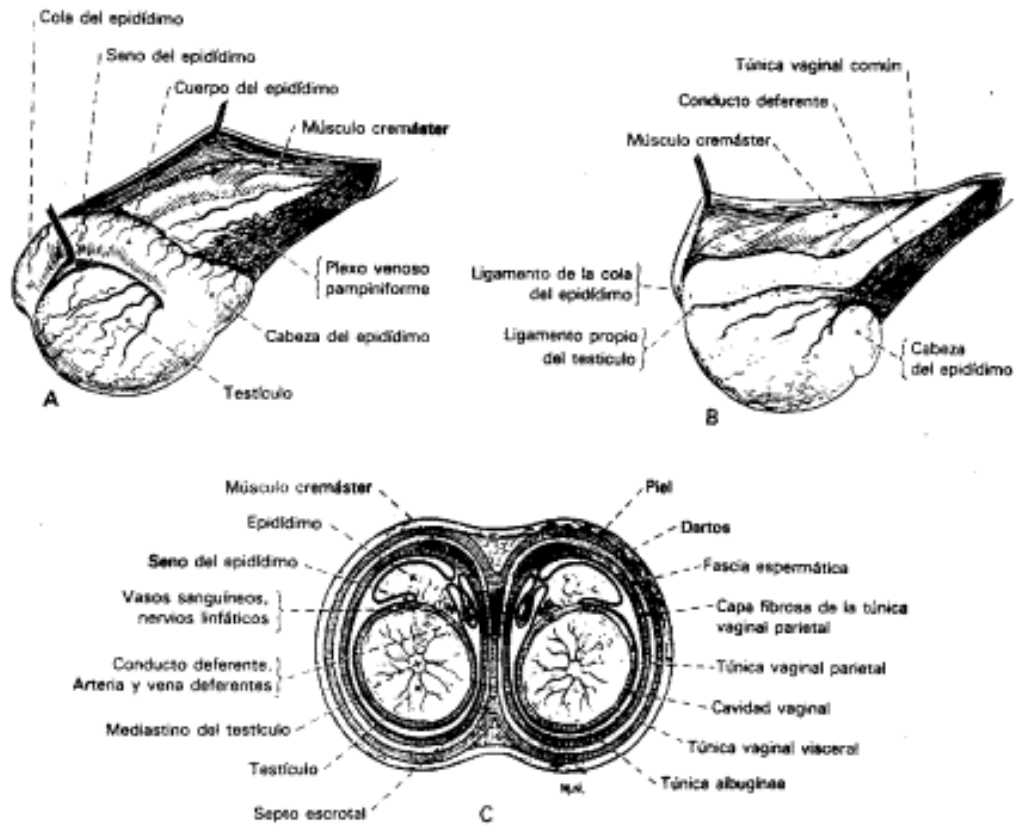 Cola del epidídimo
Seno del epidídimo
Cuerpo del epidídimo
Músculo cremáster
Plexo venoso
pampiniforme
Cabeza del epidídimo
Testículo
A
Túnica vaginal común
Conducto deferente
Músculo cremáster
Ligamento de la cola
del epidídimo
Ligamento propio
del testiculo
Cabeza
del epidídimo
B
Músculo cremáster
Epidídimo
Seno del epidídimo
Vasos sanguíneos,
nervios linfáticos
Conducto deferente.
Arteria y vena deferentes
Mediastino del testículo
Testículo
Septo escrotal
Piel
Dartos
Fascia espermática
Capa fibrosa de la túnica
vaginal parietal
Túnica vaginal parietal
Cavidad vaginal
Túnica vaginal visceral
Túnica albugínea
C